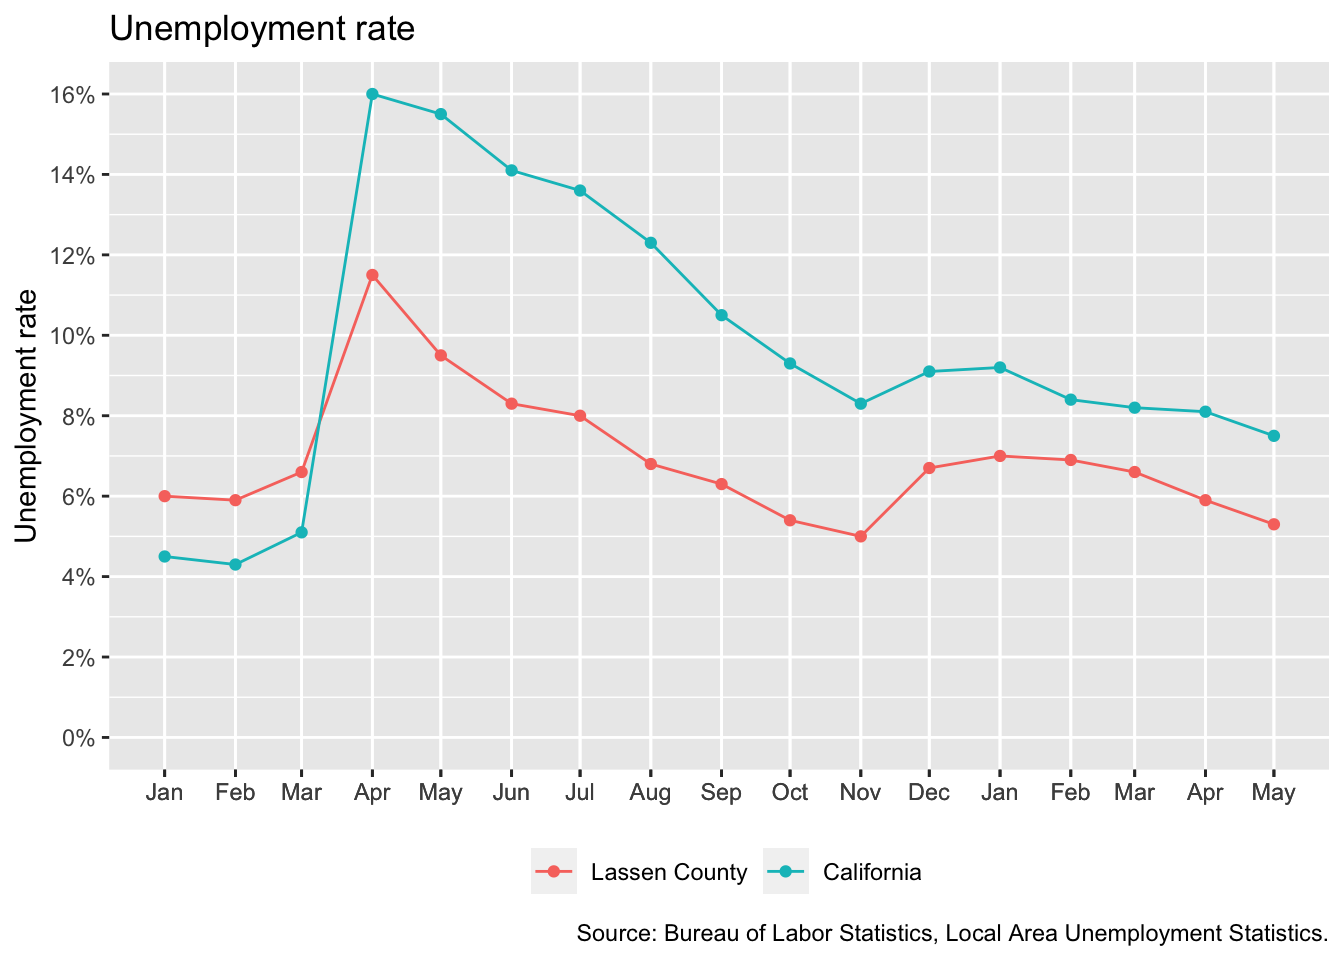 Unemployment rate
Unemployment rate
16%
14%
12%
10%
8%
6%
4%
2%
0%
Jan Feb Mar Apr May Jun Jul Aug Sep Oct Nov Dec Jan Feb Mar Apr May
Lassen County California
Source: Bureau of Labor Statistics, Local Area Unemployment Statistics.